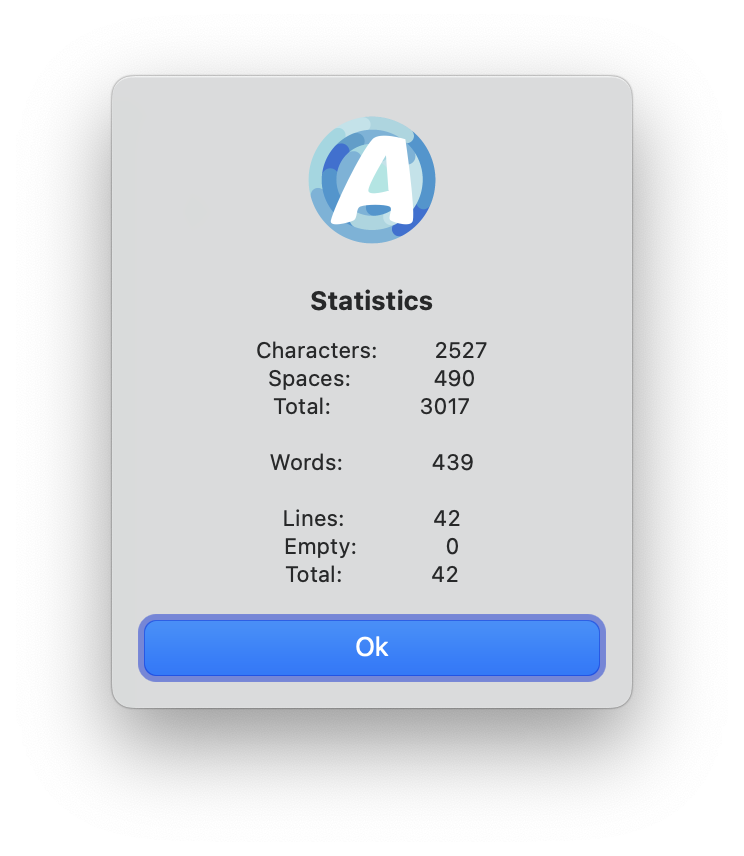 A
Statistics
Characters: 2527
Spaces: 490
Total: 3017
Words: 439
Lines: 42
Empty: 0
Total: 42
Ok